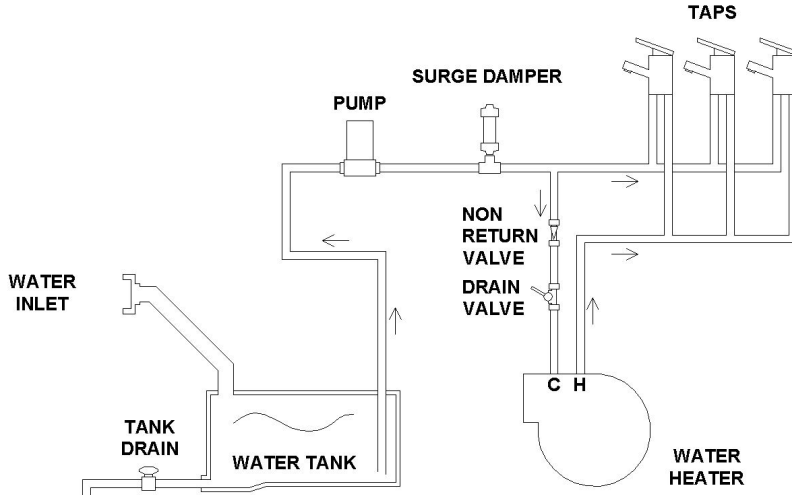 TAPS
SURGE DAMPER
PUMP
NON
RETURN
VALVE
DRAIN
VALVE
WATER
INLET
C H
TANK
DRAIN
WATER TANK
WATER
HEATER